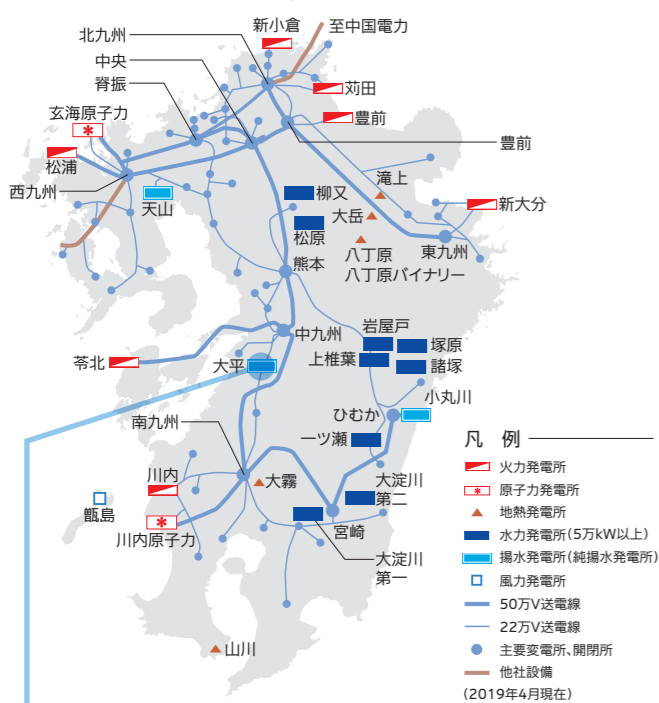 新小倉
至中国電力
北九州
中央
苅田
脊振
玄海原子力
豊前
豊前
松浦
滝上
西九州
柳又
天山
大岳
新大分
松原
八丁原
東九州
熊本
八丁原バイナリー
岩屋戸
中九州
塚原
上椎葉
苓北
大平
諸塚
小丸川
ひむか
南九州
一ツ瀬
凡 例
川内
大霧
大淀川
第二
甑島
川内原子力
宮崎
大淀川
第一
山川
火力発電所
原子力発電所
地熱発電所
水力発電所(5万kW以上)
揚水発電所(純揚水発電所)
風力発電所
50万V送電線
22万V送電線
主要変電所、開閉所
他社設備
(2019年4月現在)